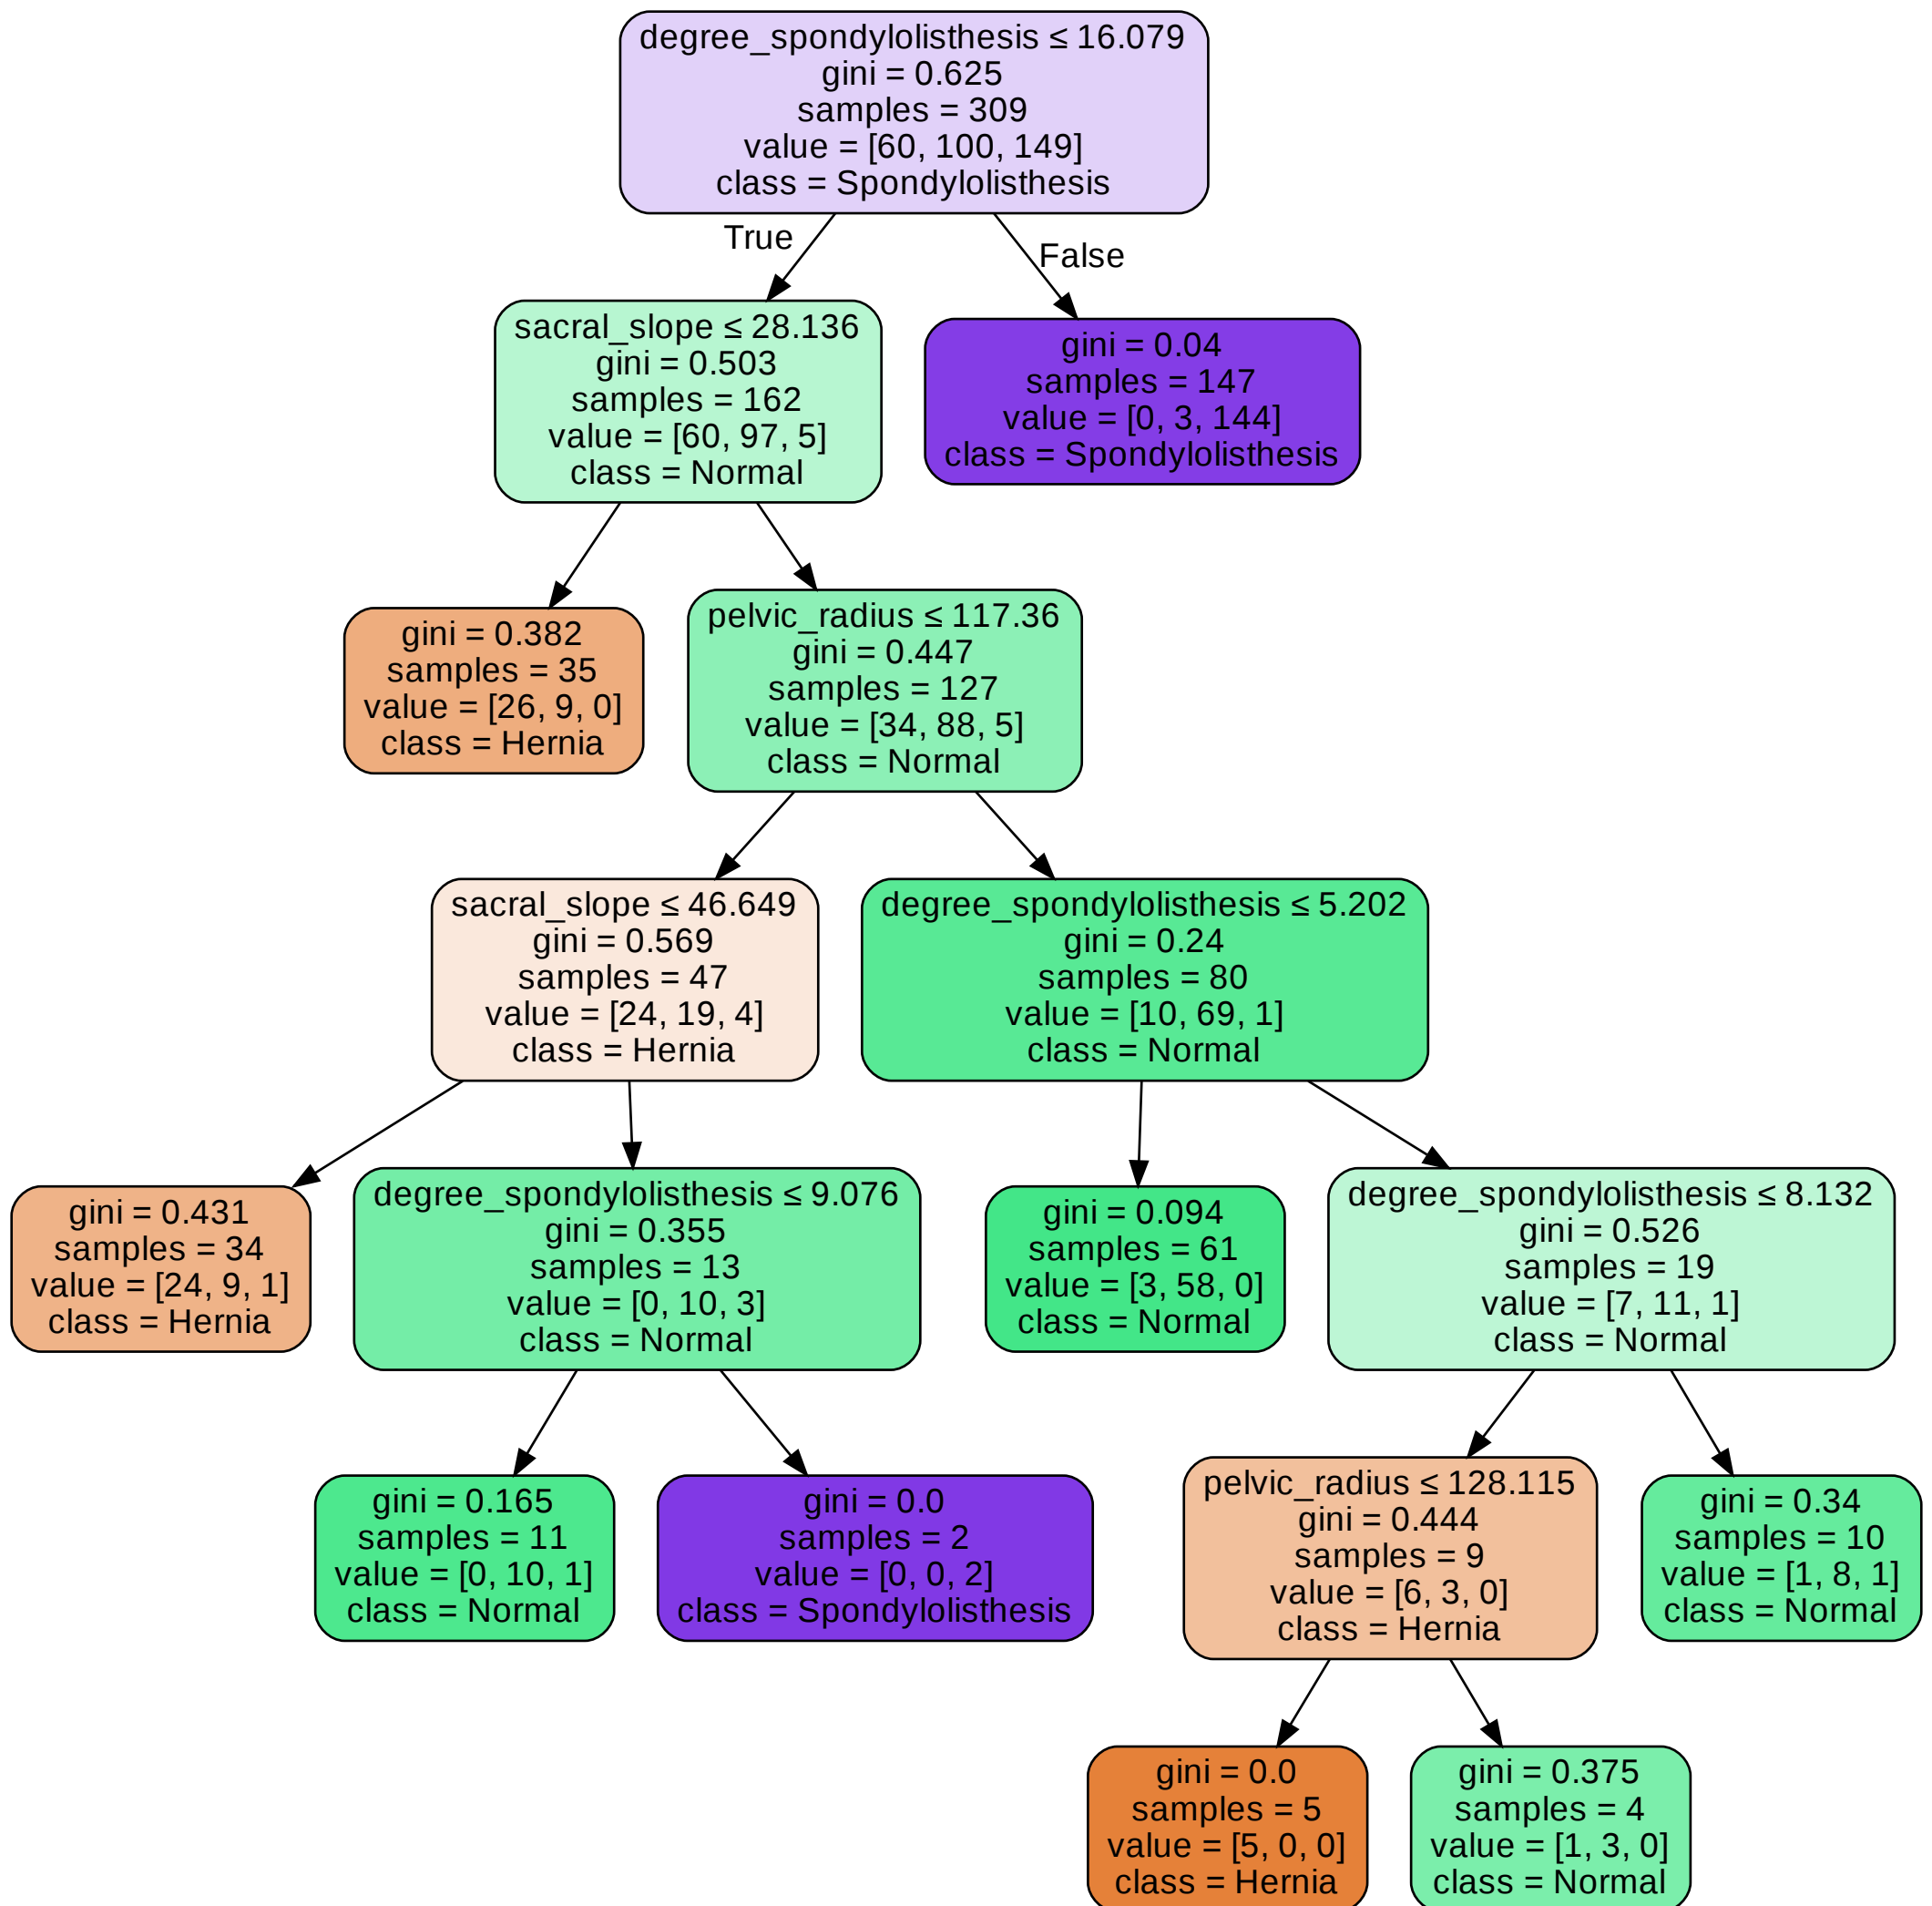 degree_spondylolisthesis ≤ 16.079
gini = 0.625
samples = 309
value = [60, 100, 149]
class = Spondylolisthesis
True
False
sacral_slope ≤ 28.136
gini = 0.503
samples = 162
value = [60, 97, 5]
class = Normal
gini = 0.04
samples = 147
value = [0, 3, 144]
class = Spondylolisthesis
gini = 0.382
samples = 35
value = [26, 9, 0]
class = Hernia
pelvic_radius ≤ 117.36
gini = 0.447
samples = 127
value = [34, 88, 5]
class = Normal
sacral_slope ≤ 46.649
gini = 0.569
samples = 47
value = [24, 19, 4]
class = Hernia
degree_spondylolisthesis ≤ 5.202
gini = 0.24
samples = 80
value = [10, 69, 1]
class = Normal
gini = 0.431
samples = 34
value = [24, 9, 1]
class = Hernia
degree_spondylolisthesis ≤ 9.076
gini = 0.355
samples = 13
value = [0, 10, 3]
class = Normal
gini = 0.094
samples = 61
value = [3, 58, 0]
class = Normal
degree_spondylolisthesis ≤ 8.132
gini = 0.526
samples = 19
value = [7, 11, 1]
class = Normal
gini = 0.165
samples = 11
value = [0, 10, 1]
class = Normal
gini = 0.0
samples = 2
value = [0, 0, 2]
class = Spondylolisthesis
pelvic_radius ≤ 128.115
gini = 0.444
samples = 9
value = [6, 3, 0]
class = Hernia
gini = 0.34
samples = 10
value = [1, 8, 1]
class = Normal
gini = 0.0
samples = 5
value = [5, 0, 0]
class = Hernia
gini = 0.375
samples = 4
value = [1, 3, 0]
class = Normal